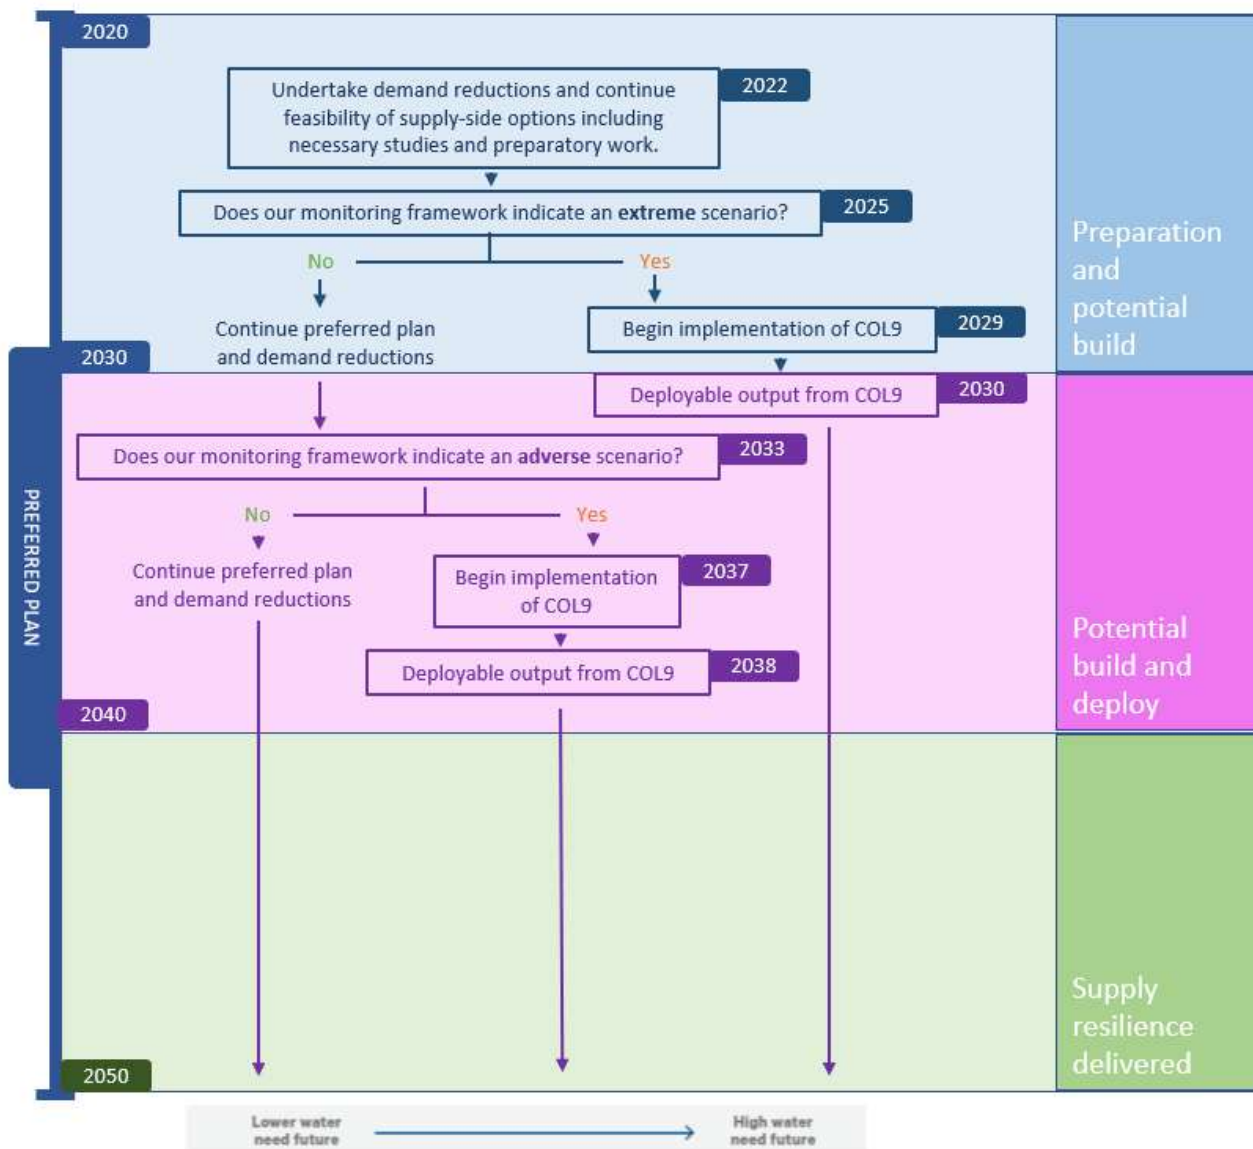 2020
Undertake demand reductions and continue
feasibility of supply-side options including
necessary studies and preparatory work.
2022
Does our monitoring framework indicate an extreme scenario?
2025
No
Yes
Continue preferred plan
and demand reductions
Begin implementation of COL9
2029
Preparation
and
potential
build
2030
Deployable output from COL9
2030
Does our monitoring framework indicate an adverse scenario?
2033
No
Yes
Continue preferred plan
and demand reductions
Begin implementation
of COL9
2037
Deployable output from COL9
2038
PREFERRED PLAN
Potential
build and
deploy
2040
Supply
resilience
delivered
2050
Lower water
need future
High water
need future